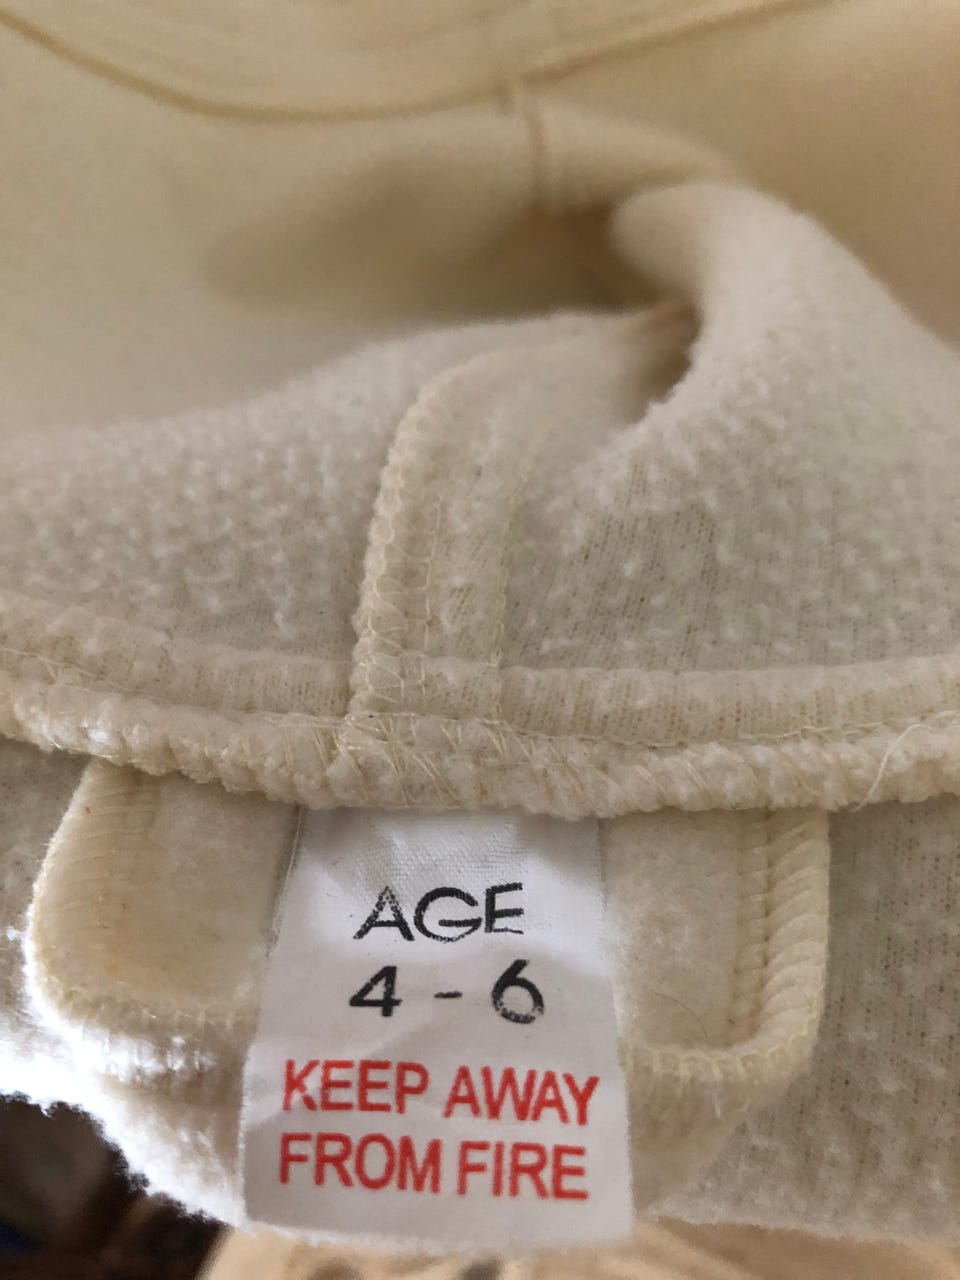 AGE
4 - 6
KEEP AWAY
FROM FIRE